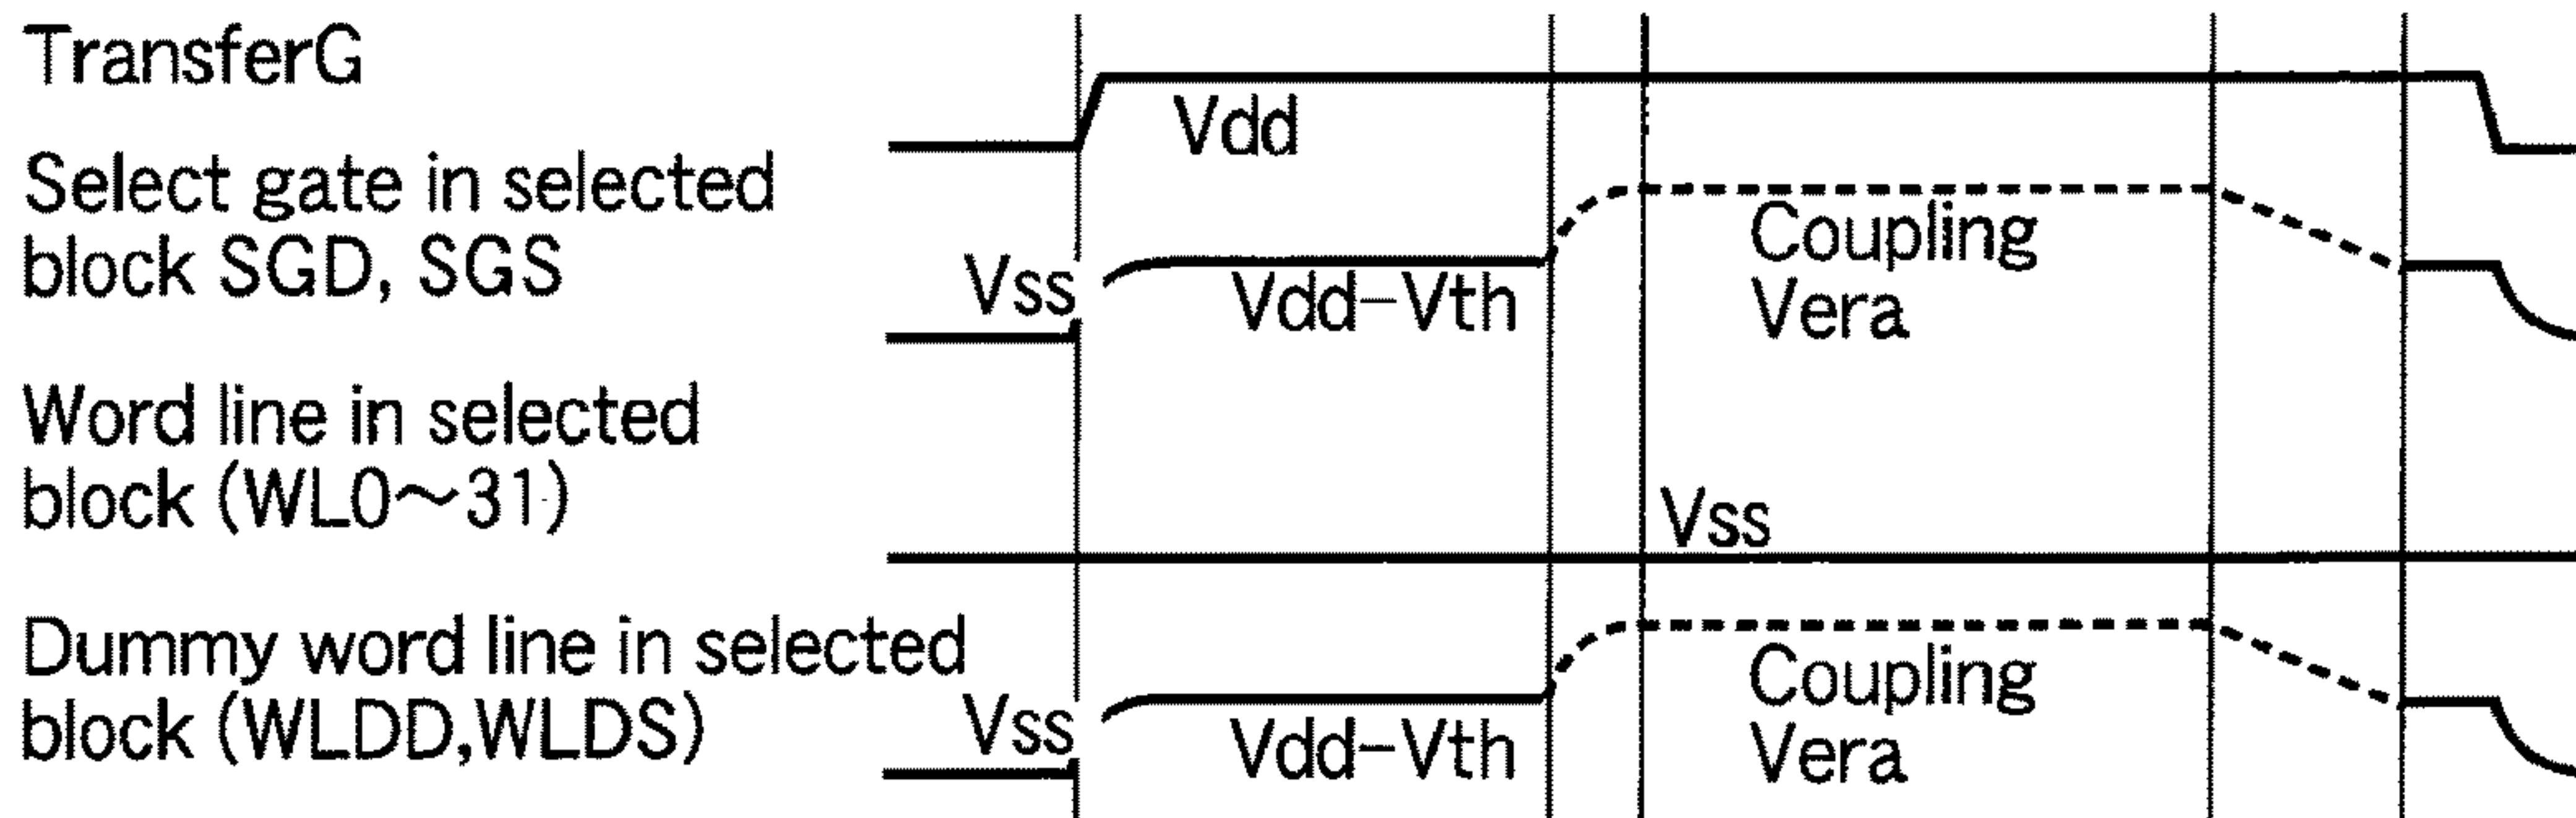 TransferG
Vdd
Select gate in selected
block SGD, SGS
Vss
Vdd-Vth
Coupling
Vera
Word line in selected
block (WL0~31)
Vss
Dummy word line in selected
block (WLDD,WLDS)
Vss
Vdd-Vth
Coupling
Vera